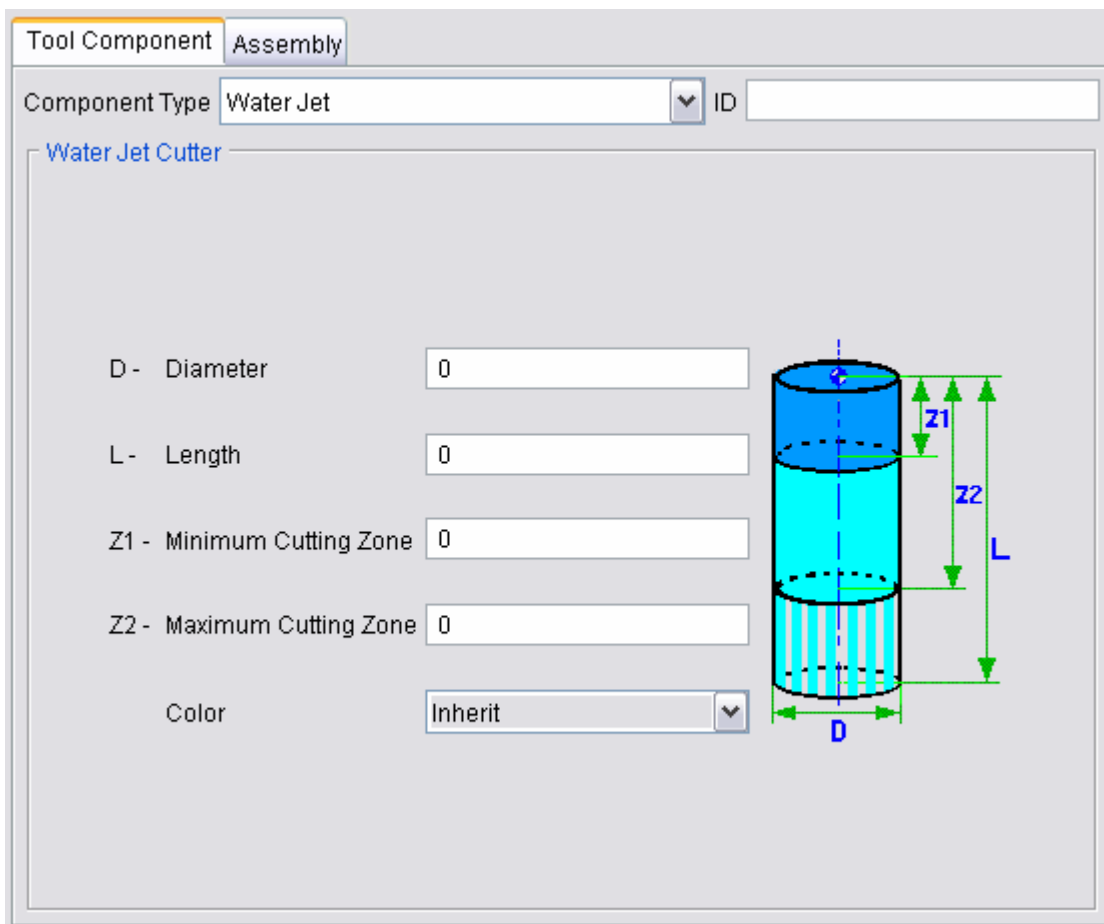 Tool Component Assembly
Component Type Water Jet ID
Water Jet Cutter
D - Diameter 0
L - Length 0
Z1 - Minimum Cutting Zone 0
Z2 - Maximum Cutting Zone 0
Color Inherit
Z1
Z2
L
D